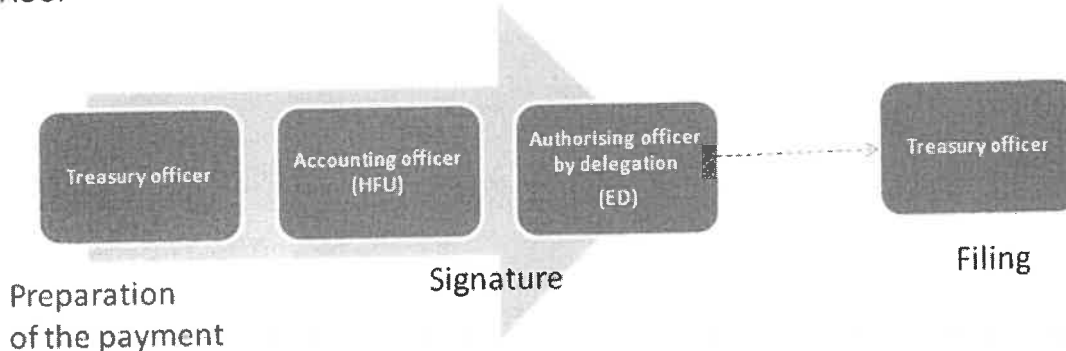 Treasury officer
Accounting officer
(HFU)
Authorising officer
by delegation
(ED)
Treasury officer
Preparation
of the payment
Signature
Filing